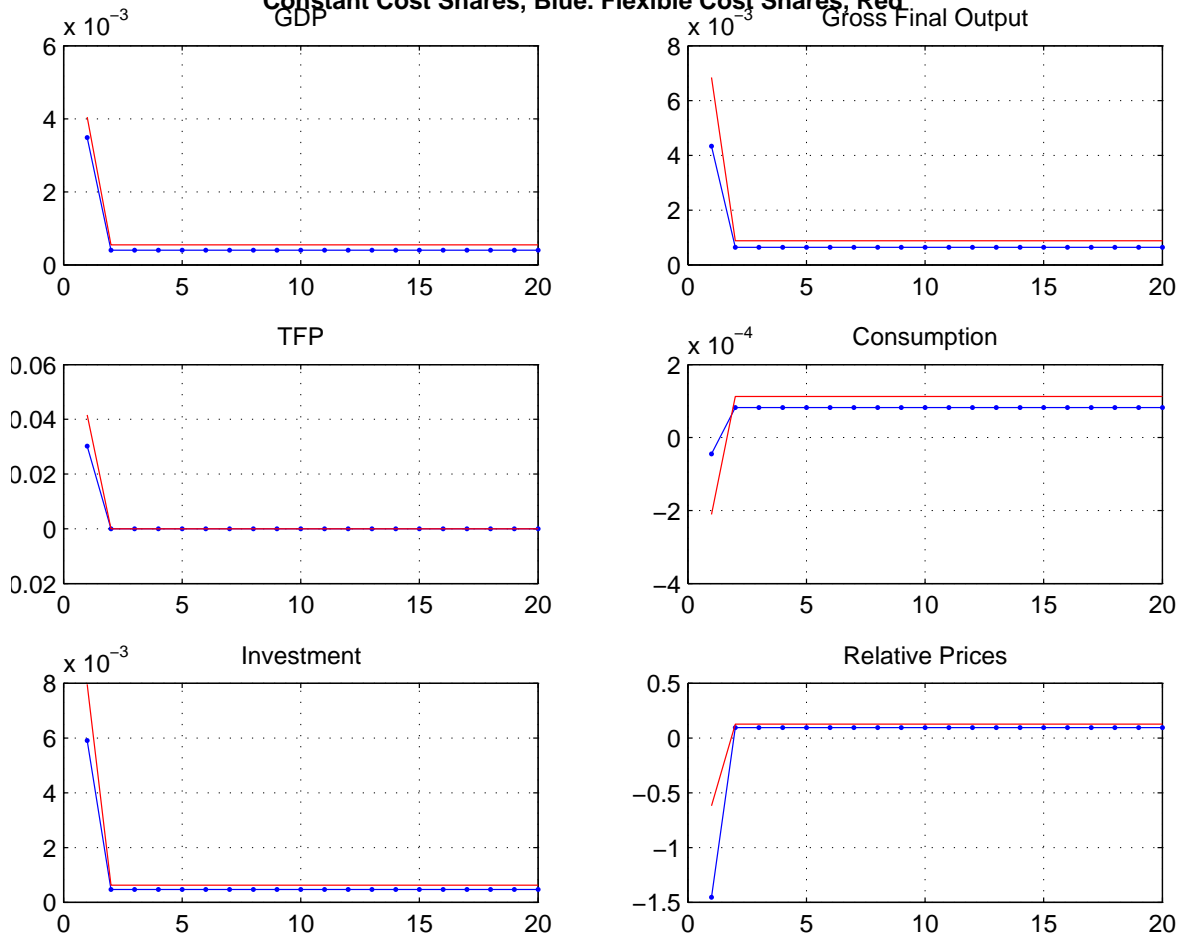 Constant Cost Shares, Blue. Flexible Cost Shares, Red
x 10^-3
GDP
6
4
2
0
0 5 10 15 20
x 10^-3
Gross Final Output
8
6
4
2
0
0 5 10 15 20
TFP
0.06
0.04
0.02
0
0.02
0 5 10 15 20
x 10^-4
Consumption
2
0
−2
−4
0 5 10 15 20
x 10^-3
Investment
8
6
4
2
0
0 5 10 15 20
Relative Prices
0.5
0
−0.5
−1
−1.5
0 5 10 15 20